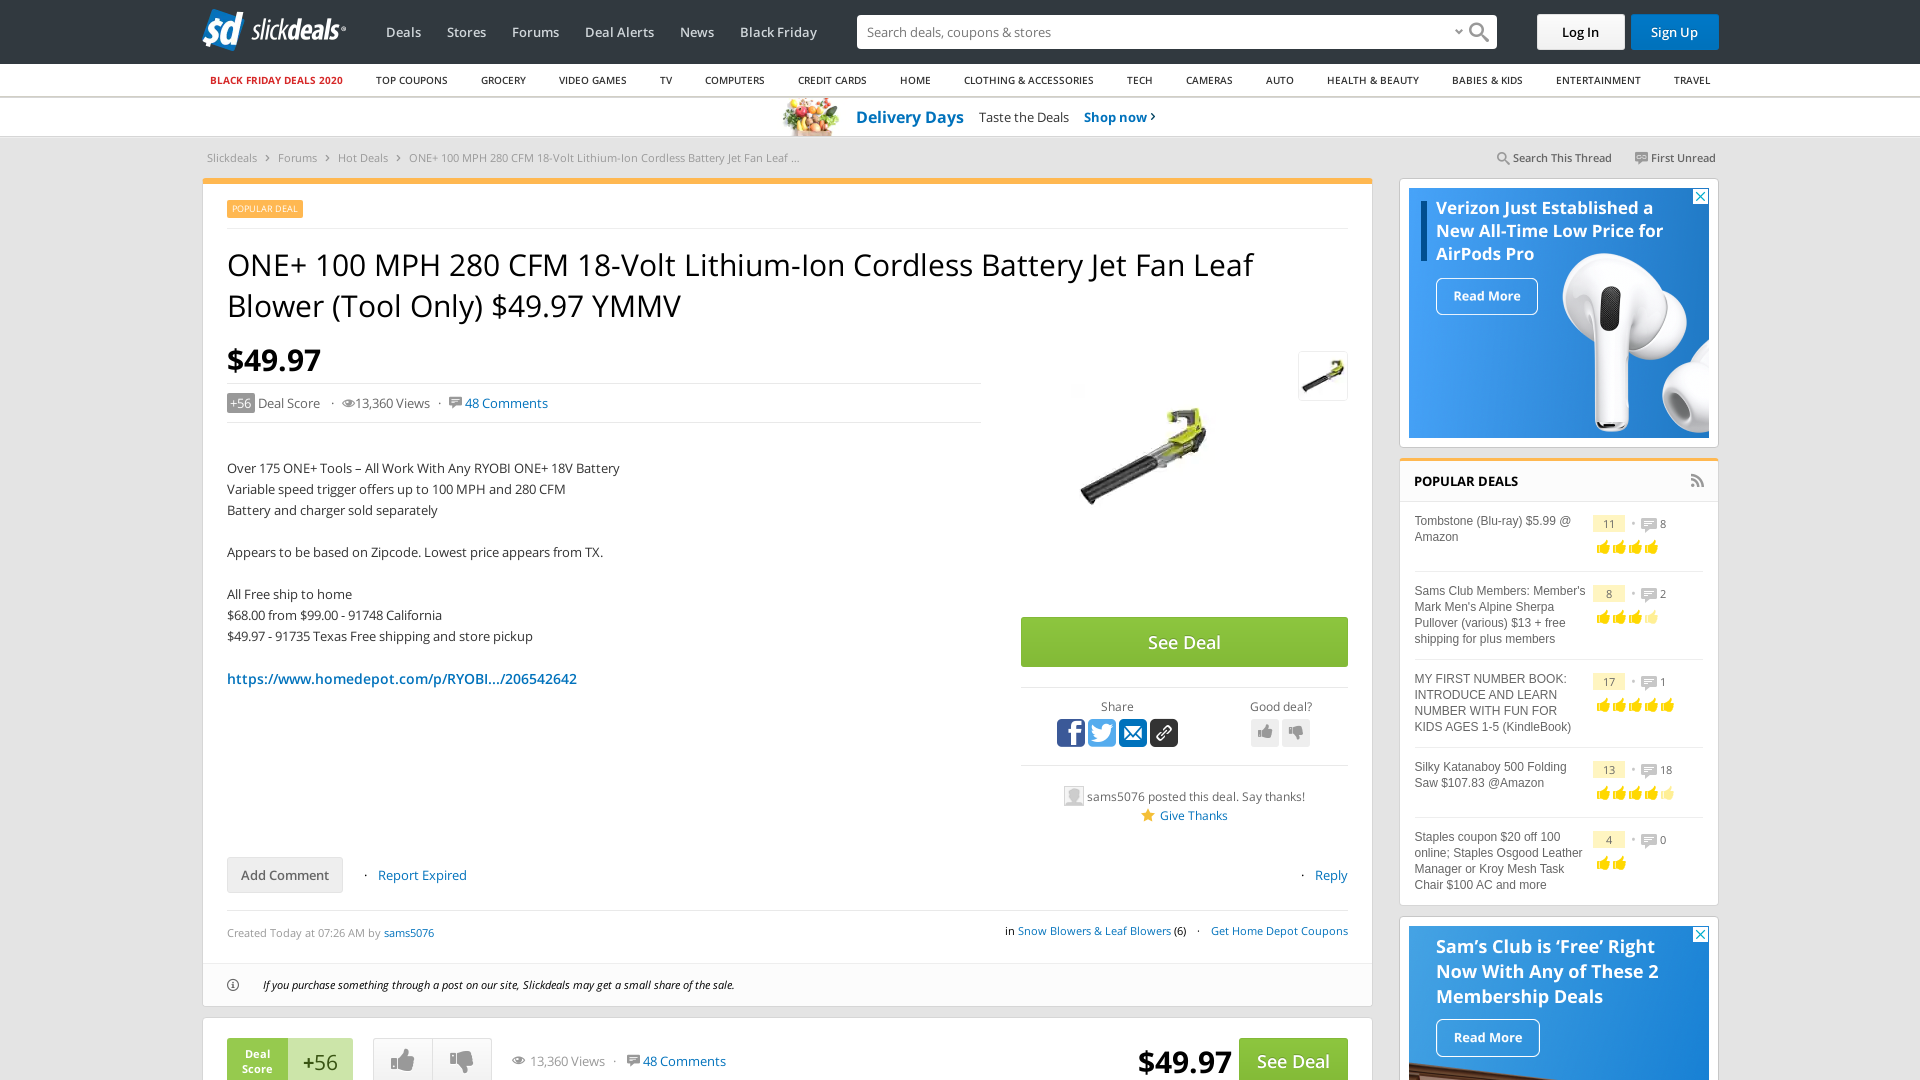 slickdeals
Deals
Stores
Forums
Deal Alerts
News
Black Friday
Search deals, coupons & stores
Log In
Sign Up
BLACK FRIDAY DEALS 2020
TOP COUPONS
GROCERY
VIDEO GAMES
TV
COMPUTERS
CREDIT CARDS
HOME
CLOTHING & ACCESSORIES
TECH
CAMERAS
AUTO
HEALTH & BEAUTY
BABIES & KIDS
ENTERTAINMENT
TRAVEL
Delivery Days Taste the Deals Shop now
Slickdeals > Forums > Hot Deals > ONE+ 100 MPH 280 CFM 18-Volt Lithium-Ion Cordless Battery Jet Fan Leaf ...
Search This Thread
First Unread
POPULAR DEAL
ONE+ 100 MPH 280 CFM 18-Volt Lithium-Ion Cordless Battery Jet Fan Leaf
Blower (Tool Only) $49.97 YMMV
$49.97
+56 Deal Score · 13,360 Views · 48 Comments
Over 175 ONE+ Tools – All Work With Any RYOBI ONE+ 18V Battery
Variable speed trigger offers up to 100 MPH and 280 CFM
Battery and charger sold separately
Appears to be based on Zipcode. Lowest price appears from TX.
All Free ship to home
$68.00 from $99.00 - 91748 California
$49.97 - 91735 Texas Free shipping and store pickup
https://www.homedepot.com/p/RYOBI.../206542642
See Deal
Share
Good deal?
sams5076 posted this deal. Say thanks!
Give Thanks
Add Comment · Report Expired
· Reply
Created Today at 07:26 AM by sams5076
in Snow Blowers & Leaf Blowers (6) · Get Home Depot Coupons
If you purchase something through a post on our site, Slickdeals may get a small share of the sale.
Deal
Score
+56
13,360 Views · 48 Comments
$49.97
See Deal
Verizon Just Established a
New All-Time Low Price for
AirPods Pro
Read More
POPULAR DEALS
Tombstone (Blu-ray) $5.99 @
Amazon
11 · 8
Sams Club Members: Member's
Mark Men's Alpine Sherpa
Pullover (various) $13 + free
shipping for plus members
8 · 2
MY FIRST NUMBER BOOK:
INTRODUCE AND LEARN
NUMBER WITH FUN FOR
KIDS AGES 1-5 (KindleBook)
17 · 1
Silky Katanaboy 500 Folding
Saw $107.83 @Amazon
13 · 18
Staples coupon $20 off 100
online; Staples Osgood Leather
Manager or Kroy Mesh Task
Chair $100 AC and more
4 · 0
Sam's Club is 'Free' Right
Now With Any of These 2
Membership Deals
Read More